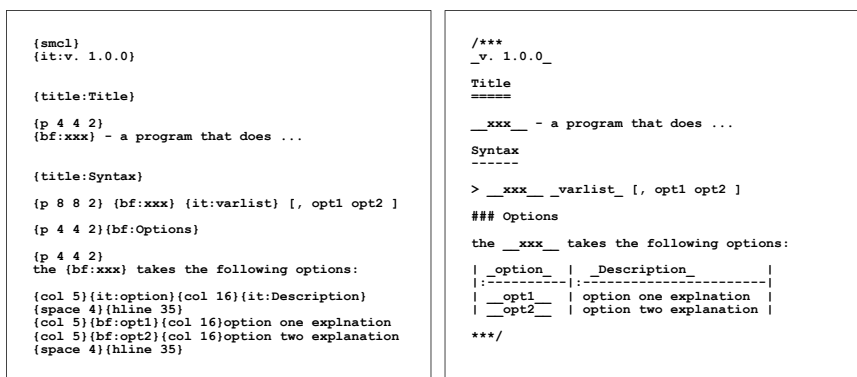 {smcl}
{it:v. 1.0.0}
{title:Title}
{p 4 4 2}
{bf:xxx} - a program that does ...
{title:Syntax}
{p 8 8 2} {bf:xxx} {it:varlist} [, opt1 opt2 ]
{p 4 4 2}{bf:Options}
{p 4 4 2}
the {bf:xxx} takes the following options:
{col 5}{it:option}{col 16}{it:Description}
{space 4}{hline 35}
{col 5}{bf:opt1}{col 16}option one explnation
{col 5}{bf:opt2}{col 16}option two explanation
{space 4}{hline 35}
/***
_v. 1.0.0_
Title
=====
__xxx__ - a program that does ...
Syntax
------
> __xxx__ _varlist_ [, opt1 opt2 ]
### Options
the __xxx__ takes the following options:
| _option_ | _Description_ |
|:----------|:------------------------|
| __opt1__ | option one explnation |
| __opt2__ | option two explanation |
***/